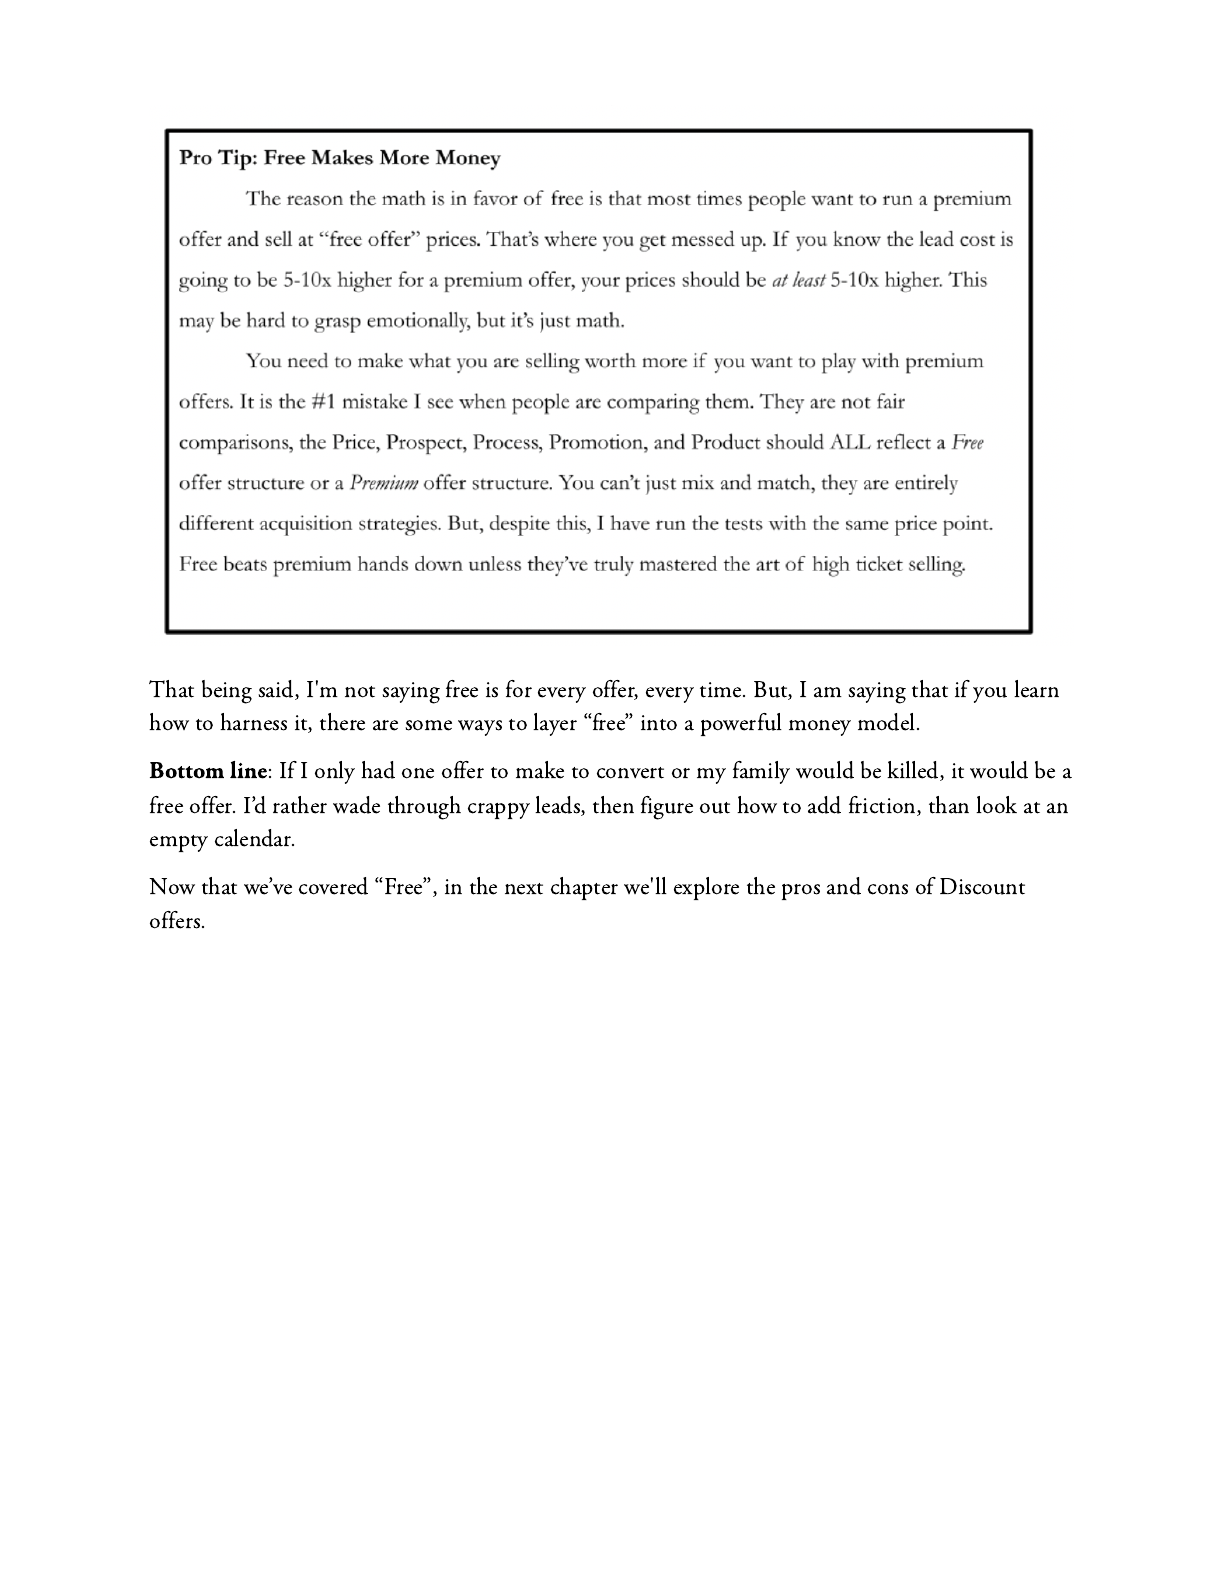 Pro Tip: Free Makes More Money
The reason the math is in favor of free is that most times people want to run a premium
offer and sell at “free offer” prices. That’s where you get messed up. If you know the lead cost is
going to be 5-10x higher for a premium offer, your prices should be at least 5-10x higher. This
may be hard to grasp emotionally, but it’s just math.
You need to make what you are selling worth more if you want to play with premium
offers. It is the #1 mistake I see when people are comparing them. They are not fair
comparisons, the Price, Prospect, Process, Promotion, and Product should ALL reflect a Free
offer structure or a Premium offer structure. You can’t just mix and match, they are entirely
different acquisition strategies. But, despite this, I have run the tests with the same price point.
Free beats premium hands down unless they’ve truly mastered the art of high ticket selling.
That being said, I'm not saying free is for every offer, every time. But, I am saying that if you learn
how to harness it, there are some ways to layer “free” into a powerful money model.
Bottom line: If I only had one offer to make to convert or my family would be killed, it would be a
free offer. I’d rather wade through crappy leads, then figure out how to add friction, than look at an
empty calendar.
Now that we’ve covered “Free”, in the next chapter we'll explore the pros and cons of Discount
offers.